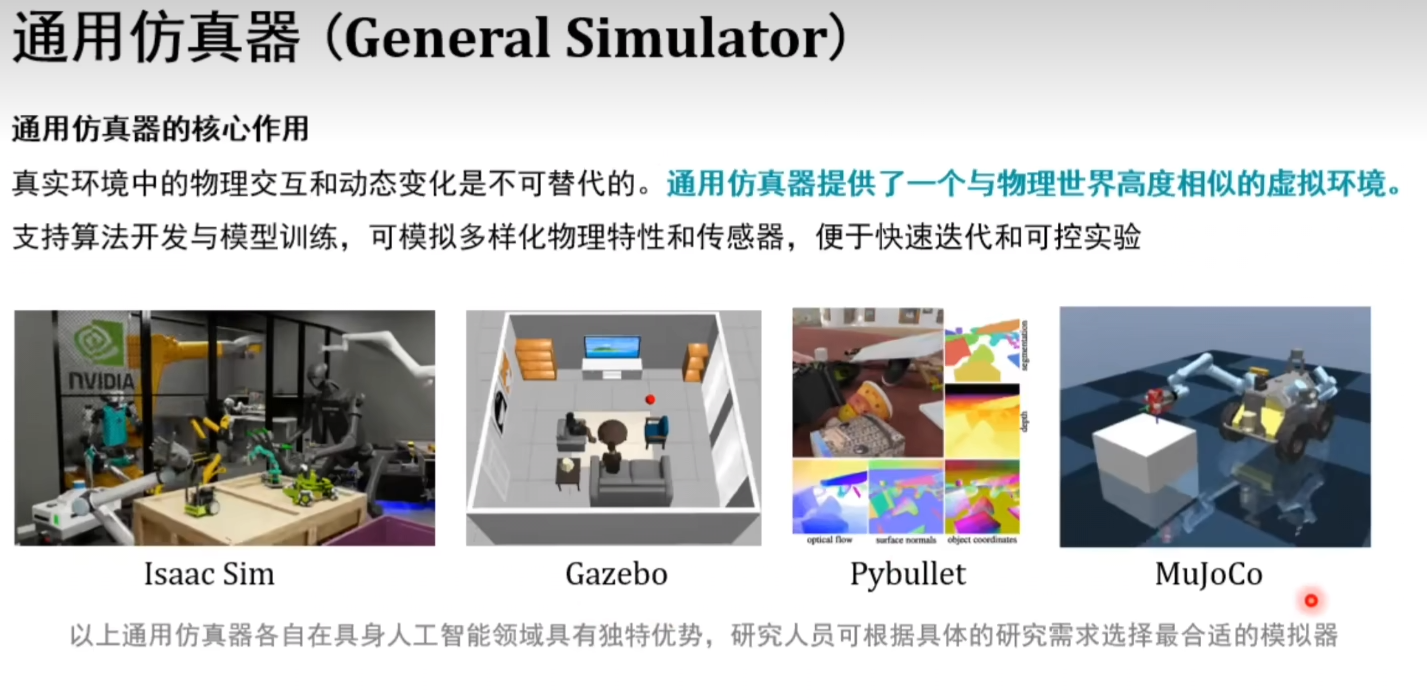 通用仿真器（General Simulator）
通用仿真器的核心作用
真实环境中的物理交互和动态变化是不可替代的。通用仿真器提供了一个与物理世界高度相似的虚拟环境。
支持算法开发与模型训练，可模拟多样化物理特性和传感器，便于快速迭代和可控实验
NVIDIA
segmentation
depth
optical flow
surface normals
object coordinates
Isaac Sim
Gazebo
Pybullet
MuJoCo
以上通用仿真器各自在具身人工智能领域具有独特优势，研究人员可根据具体的研究需求选择最合适的模拟器